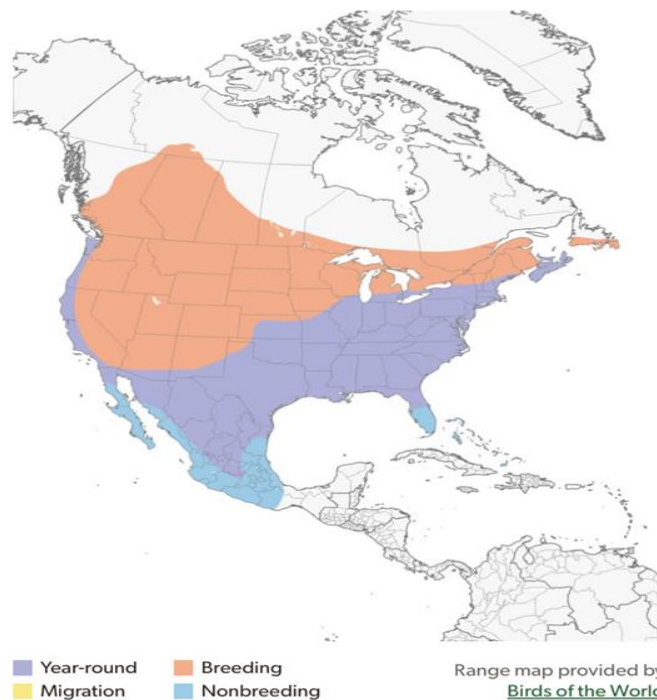 Year-round
Breeding
Range map provided by
Migration
Nonbreeding
Birds of the World